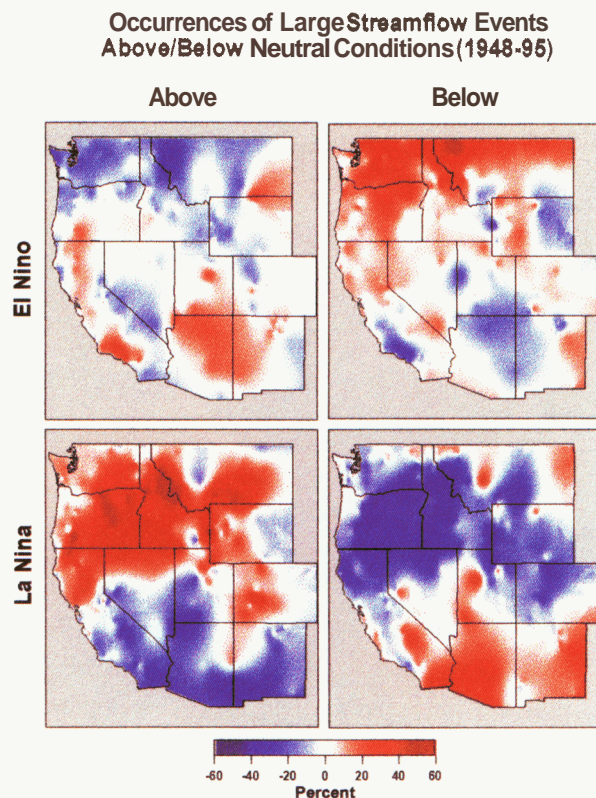 Occurrences of Large Streamflow Events
Above/Below Neutral Conditions (1948-95)
Above Below
El Nino
La Nina
-60 -40 -20 0 20 40 60
Percent